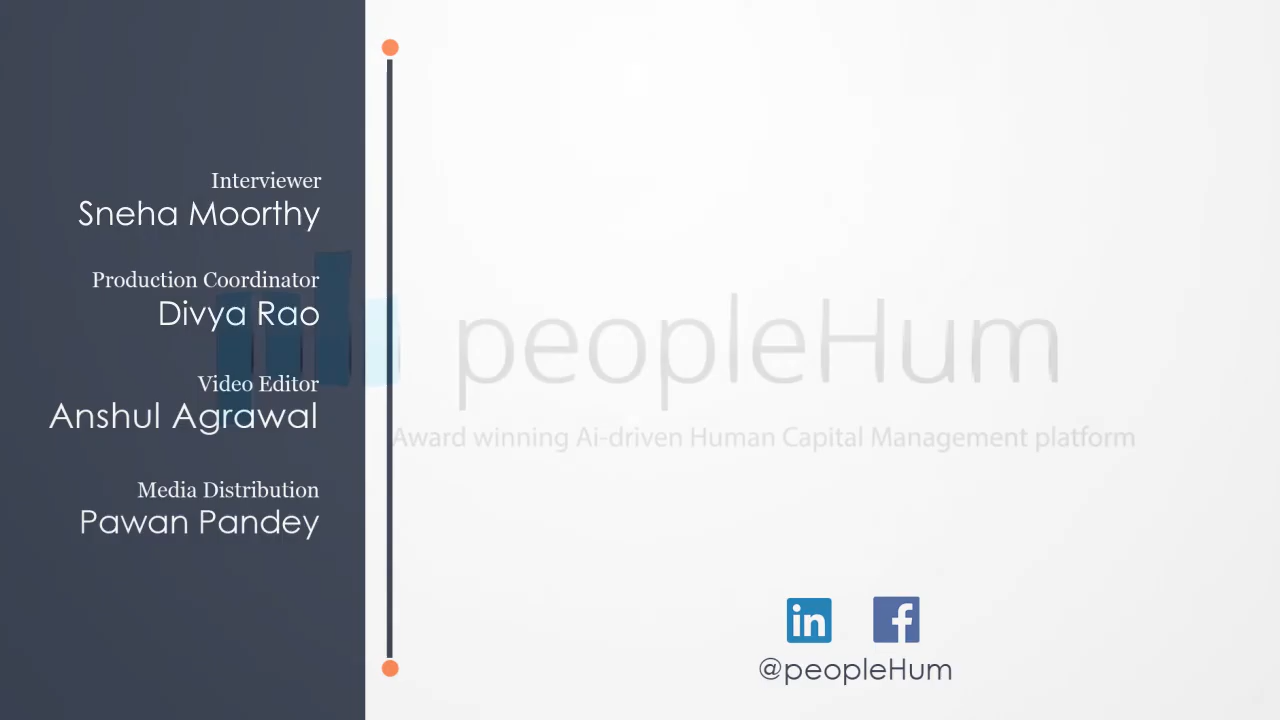 Interviewer
Sneha Moorthy
Production Coordinator
Divya Rao
Video Editor
Anshul Agrawal
Media Distribution
Pawan Pandey
peopleHum
Award winning Ai-driven Human Capital Management platform
in f
@peopleHum